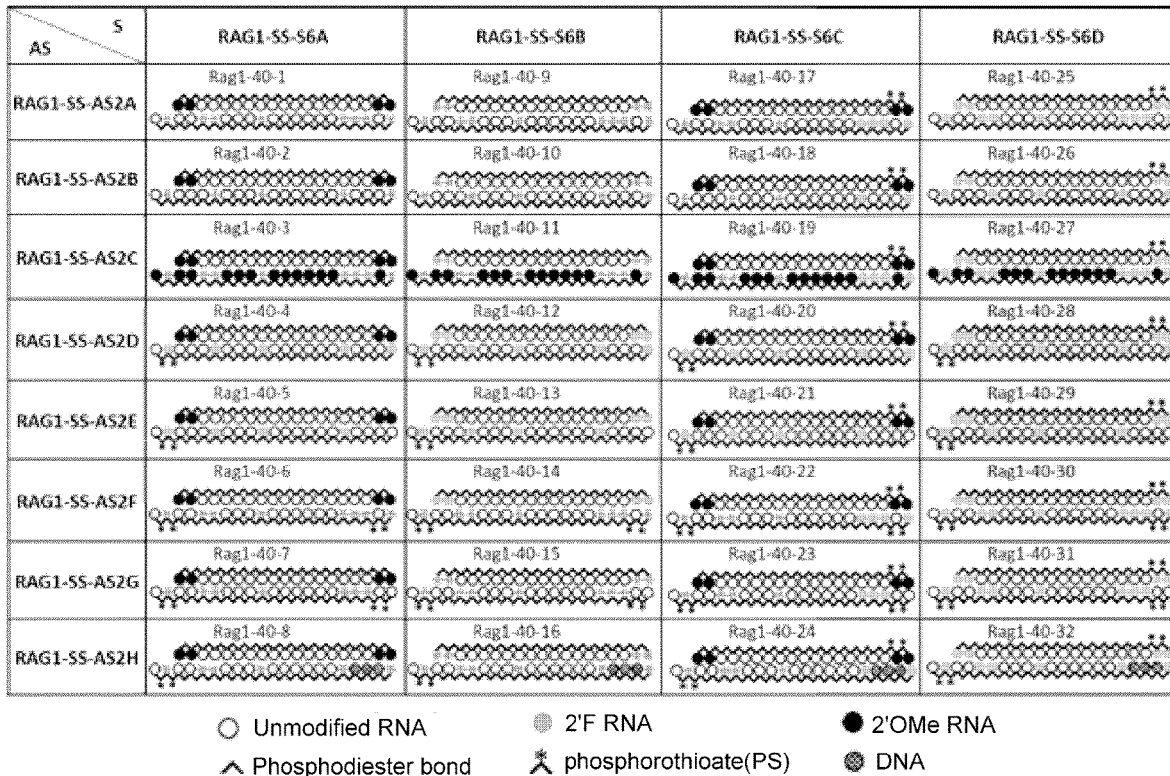 S
AS
RAG1-SS-S6A RAG1-SS-S6B RAG1-SS-S6C RAG1-SS-S6D
Rag1-40-1 Rag1-40-9 Rag1-40-17 Rag1-40-25
RAG1-SS-AS2A
Rag1-40-2 Rag1-40-10 Rag1-40-18 Rag1-40-26
RAG1-SS-AS2B
Rag1-40-3 Rag1-40-11 Rag1-40-19 Rag1-40-27
RAG1-SS-AS2C
Rag1-40-4 Rag1-40-12 Rag1-40-20 Rag1-40-28
RAG1-SS-AS2D
Rag1-40-5 Rag1-40-13 Rag1-40-21 Rag1-40-29
RAG1-SS-AS2E
Rag1-40-6 Rag1-40-14 Rag1-40-22 Rag1-40-30
RAG1-SS-AS2F
Rag1-40-7 Rag1-40-15 Rag1-40-23 Rag1-40-31
RAG1-SS-AS2G
Rag1-40-8 Rag1-40-16 Rag1-40-24 Rag1-40-32
RAG1-SS-AS2H
Unmodified RNA 2'F RNA 2'OMe RNA
Phosphodiester bond phosphorothioate(PS) DNA